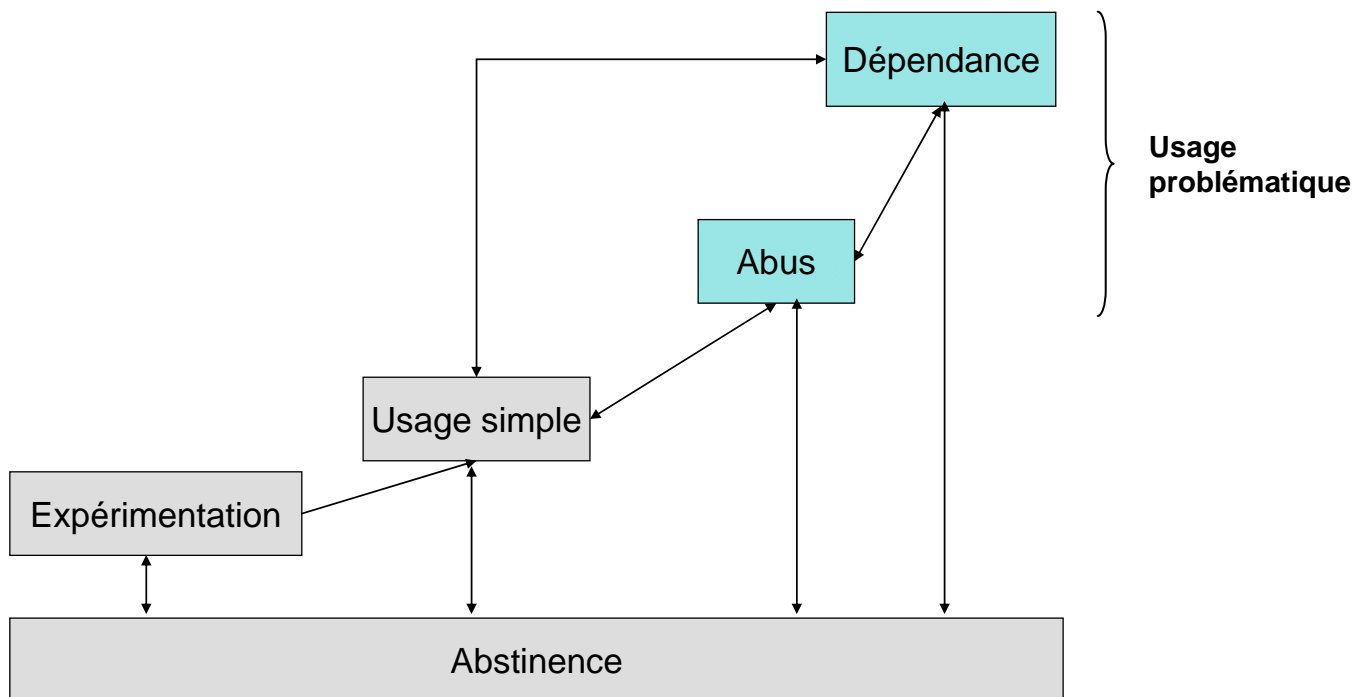 Dépendance
Usage
problématique
Abus
Usage simple
Expérimentation
Abstinence